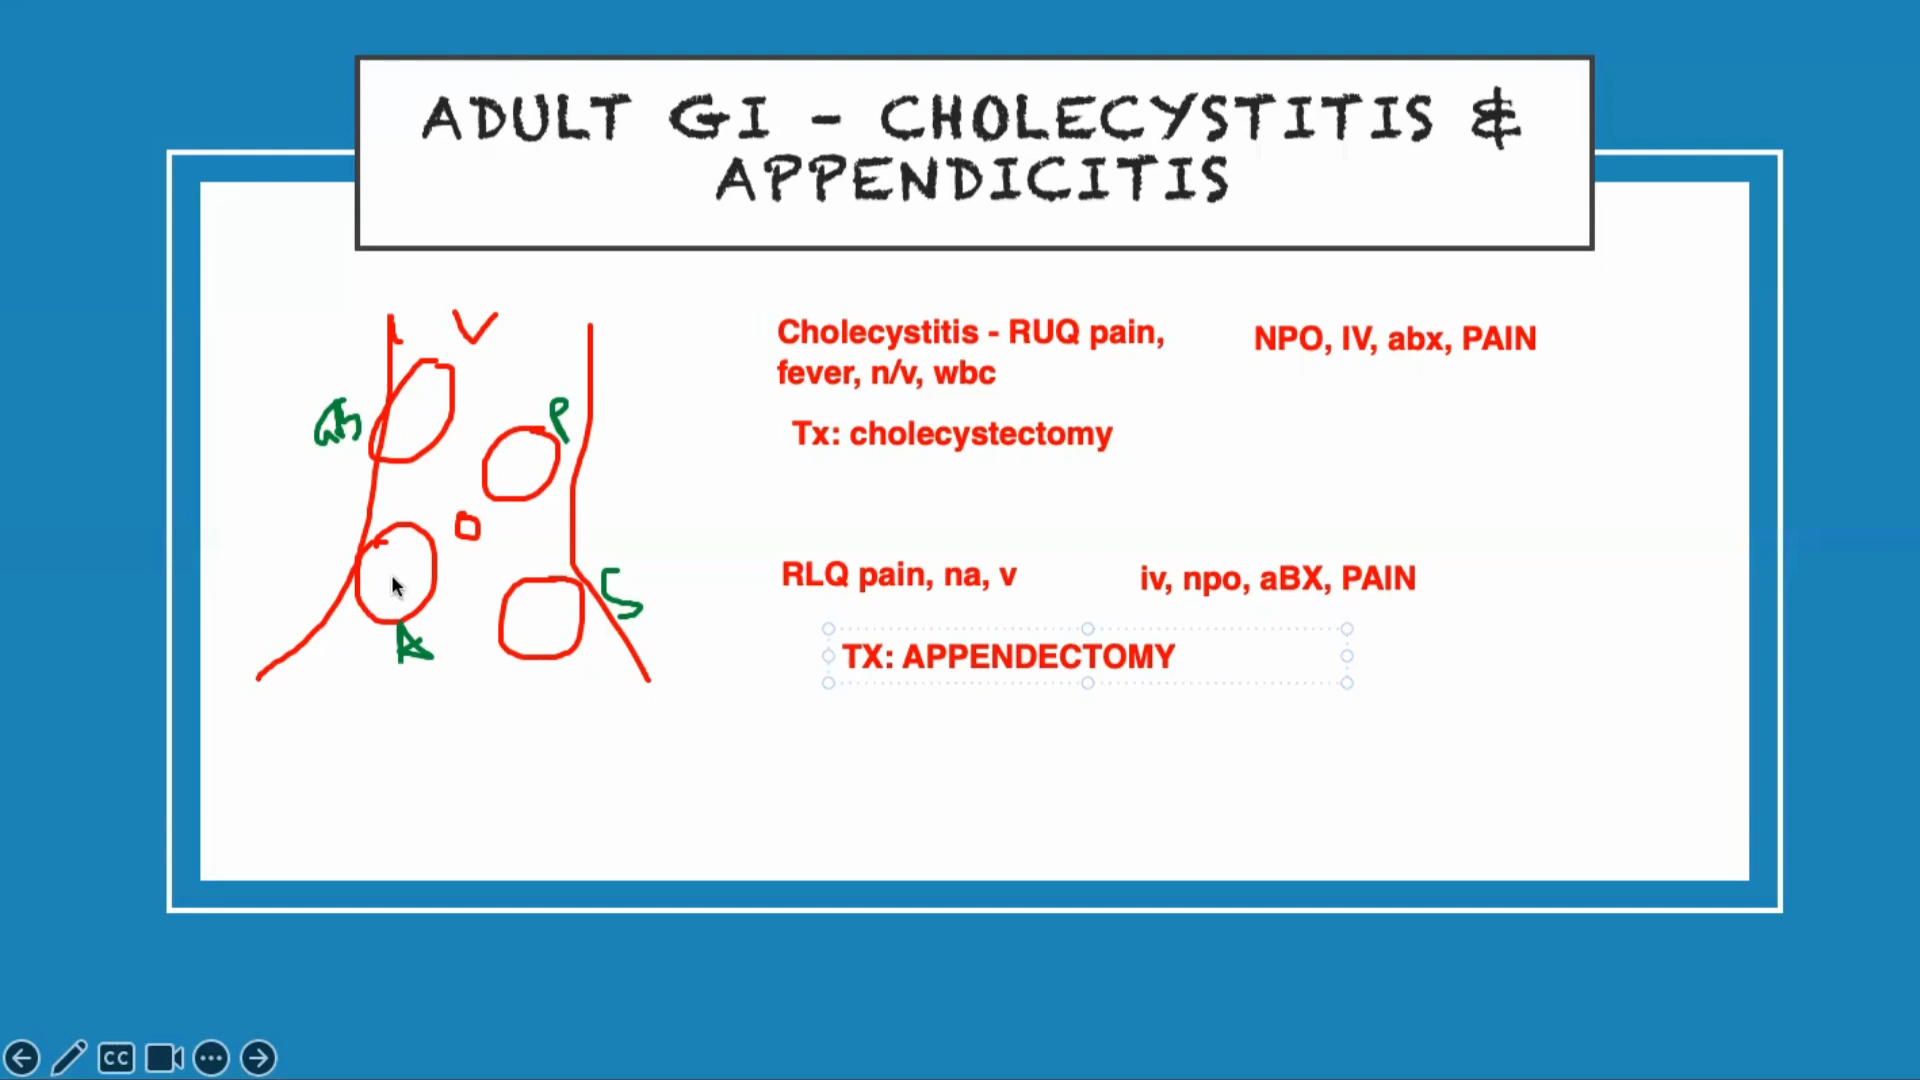 ADULT GI - CHOLECYSTITIS &
APPENDICITIS
Cholecystitis - RUQ pain,
fever, n/v, wbc
NPO, IV, abx, PAIN
Tx: cholecystectomy
GB
P
RLQ pain, na, v
iv, npo, aBX, PAIN
TX: APPENDECTOMY
A
S
CC